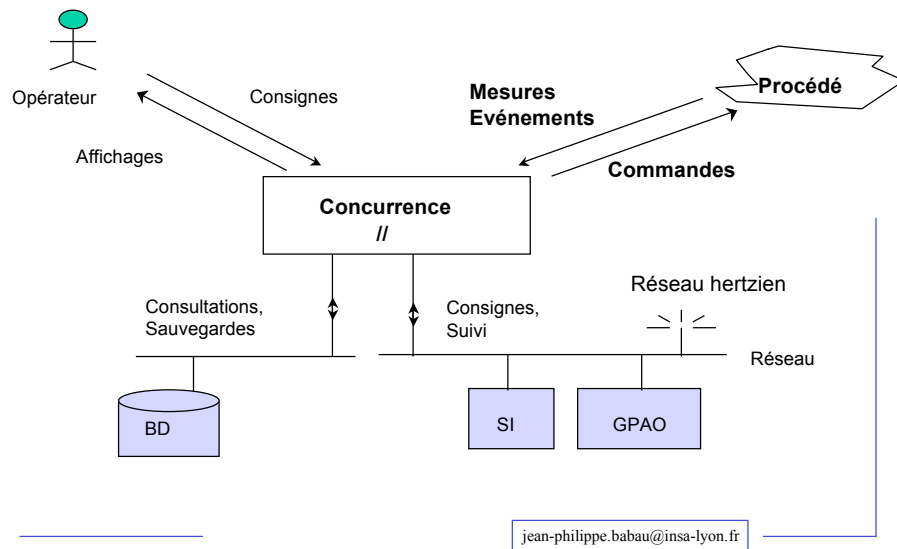 Opérateur
Consignes
Affichages
Mesures
Evénements
Procédé
Commandes
Concurrence
//
Consultations,
Sauvegardes
Consignes,
Suivi
Réseau hertzien
Réseau
BD
SI
GPAO
jean-philippe.babau@insa-lyon.fr